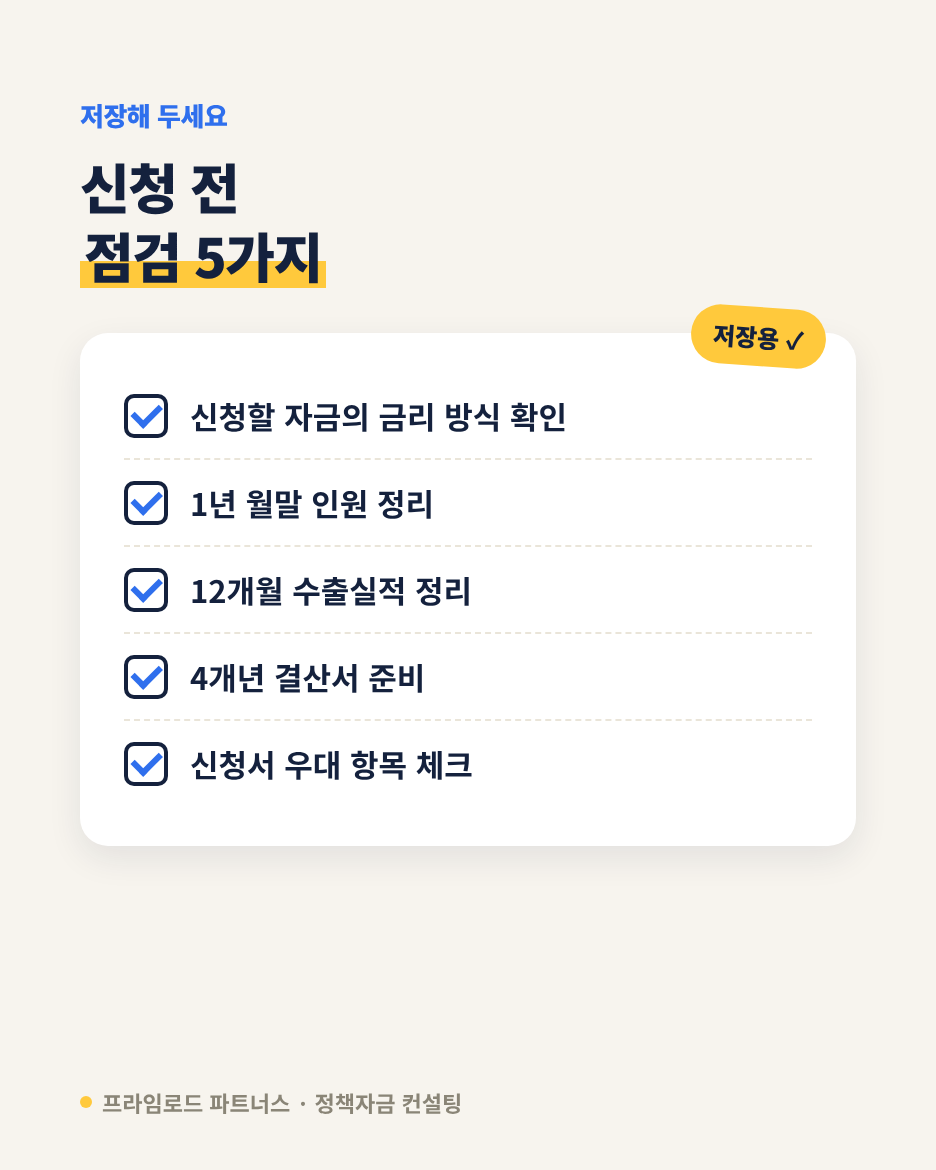 저장해 두세요
신청 전
점검 5가지
저장용 ✓
신청할 자금의 금리 방식 확인
1년 월말 인원 정리
12개월 수출실적 정리
4개년 결산서 준비
신청서 우대 항목 체크
프라임로드 파트너스 · 정책자금 컨설팅